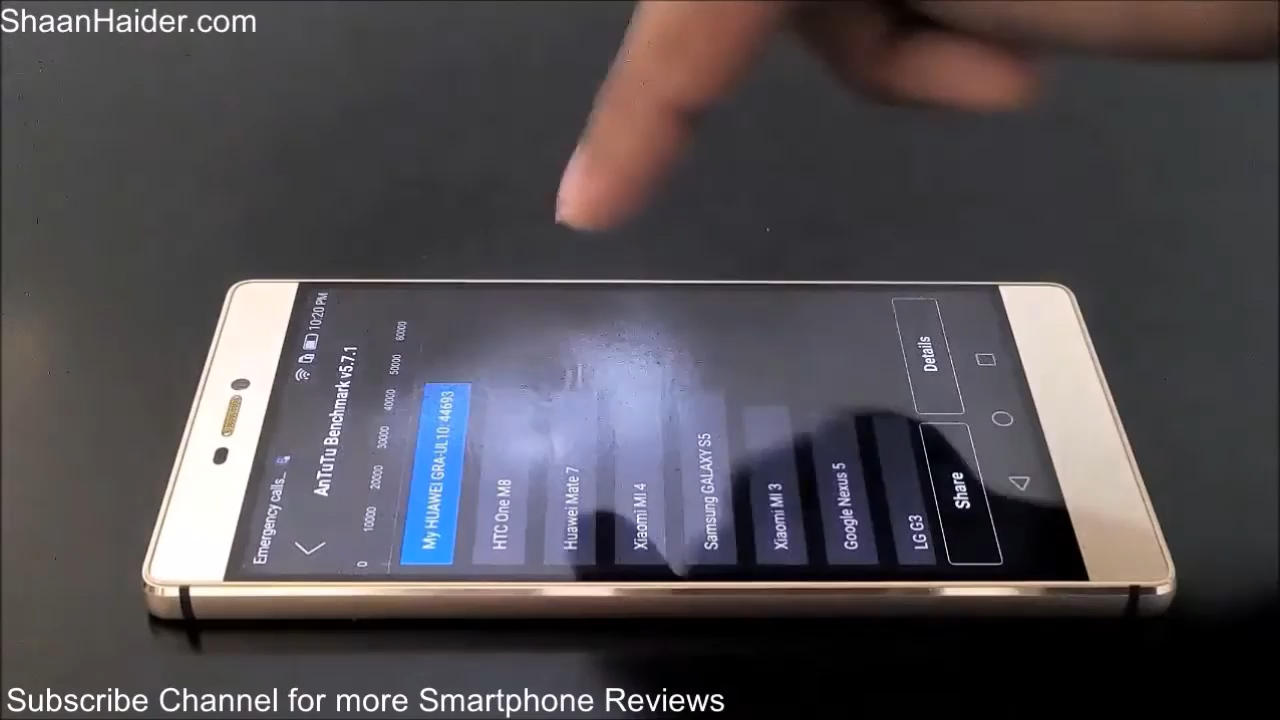 ShaanHaider.com
Emergency calls..
10:20 PM
AnTuTu Benchmark v5.7.1
0 10000 20000 30000 40000 50000 60000
My HUAWEI GRA-UL10: 44693
HTC One M8
Huawei Mate 7
Xiaomi MI 4
Samsung GALAXY S5
Xiaomi MI 3
Google Nexus 5
LG G3
Share
Details
Subscribe Channel for more Smartphone Reviews